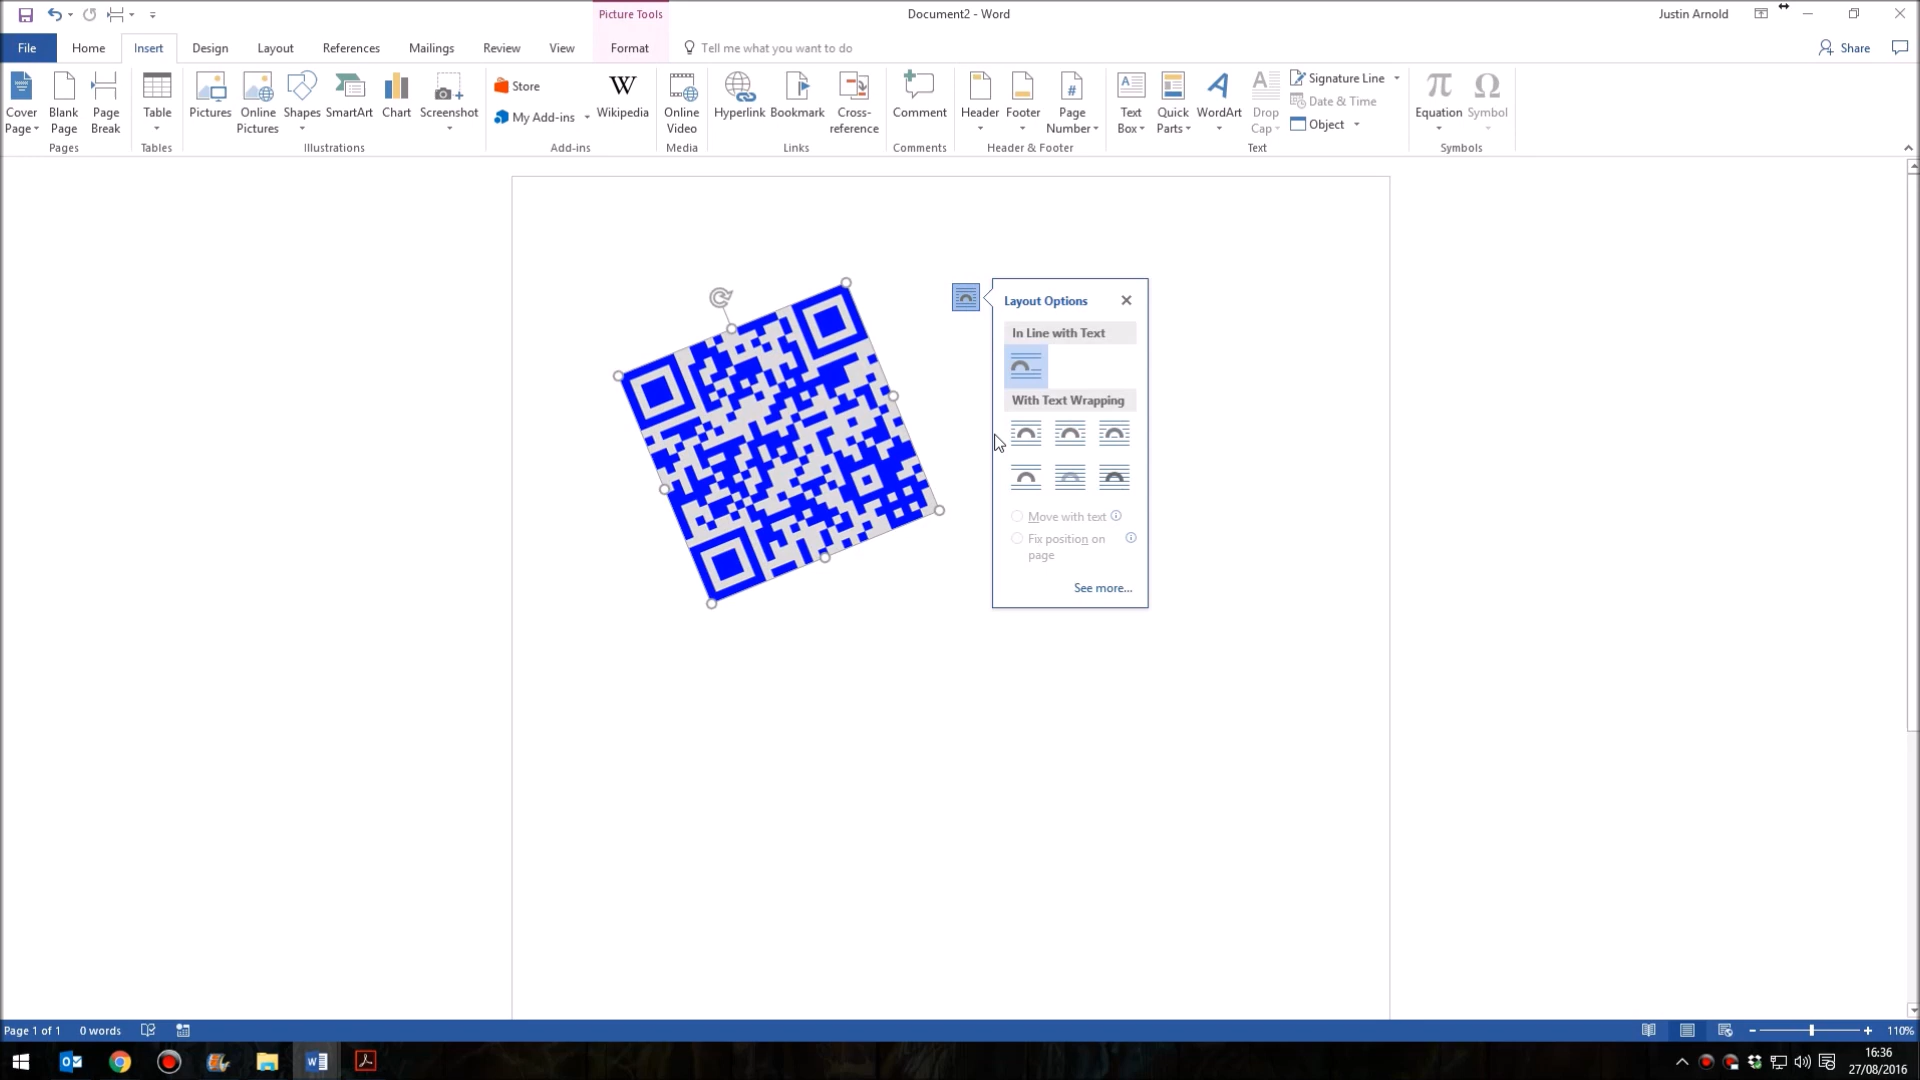 Picture Tools
Document2 - Word
Justin Arnold
File Home Insert Design Layout References Mailings Review View Format Tell me what you want to do Share
Cover Page
Blank Page
Page Break
Pages
Table
Tables
Pictures
Online Pictures
Shapes
SmartArt
Chart
Screenshot
Illustrations
Store
My Add-ins
W
Wikipedia
Add-ins
Online Video
Media
Hyperlink
Bookmark
Cross-reference
Links
Comment
Comments
Header
Footer
Page Number
Header & Footer
Text Box
Quick Parts
WordArt
Drop Cap
Signature Line
Date & Time
Object
Text
π
Equation
Ω
Symbol
Symbols
Layout Options
In Line with Text
With Text Wrapping
Move with text
Fix position on
page
See more...
Page 1 of 1 0 words 110%
16:36
27/08/2016